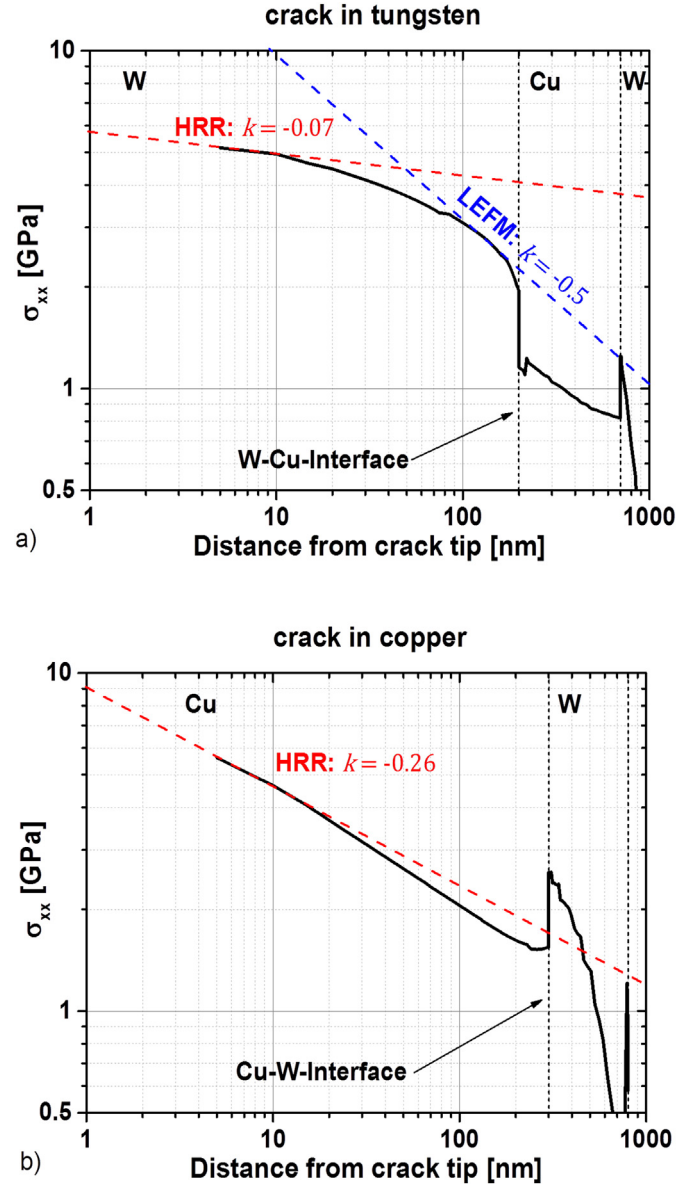 crack in tungsten
10
W
Cu
W
HRR: k = -0.07
LEFM: k = -0.5
σxx [GPa]
1
W-Cu-Interface
0.5
1
10
100
1000
a)
Distance from crack tip [nm]
crack in copper
10
Cu
W
HRR: k = -0.26
σxx [GPa]
1
Cu-W-Interface
0.5
1
10
100
1000
b)
Distance from crack tip [nm]